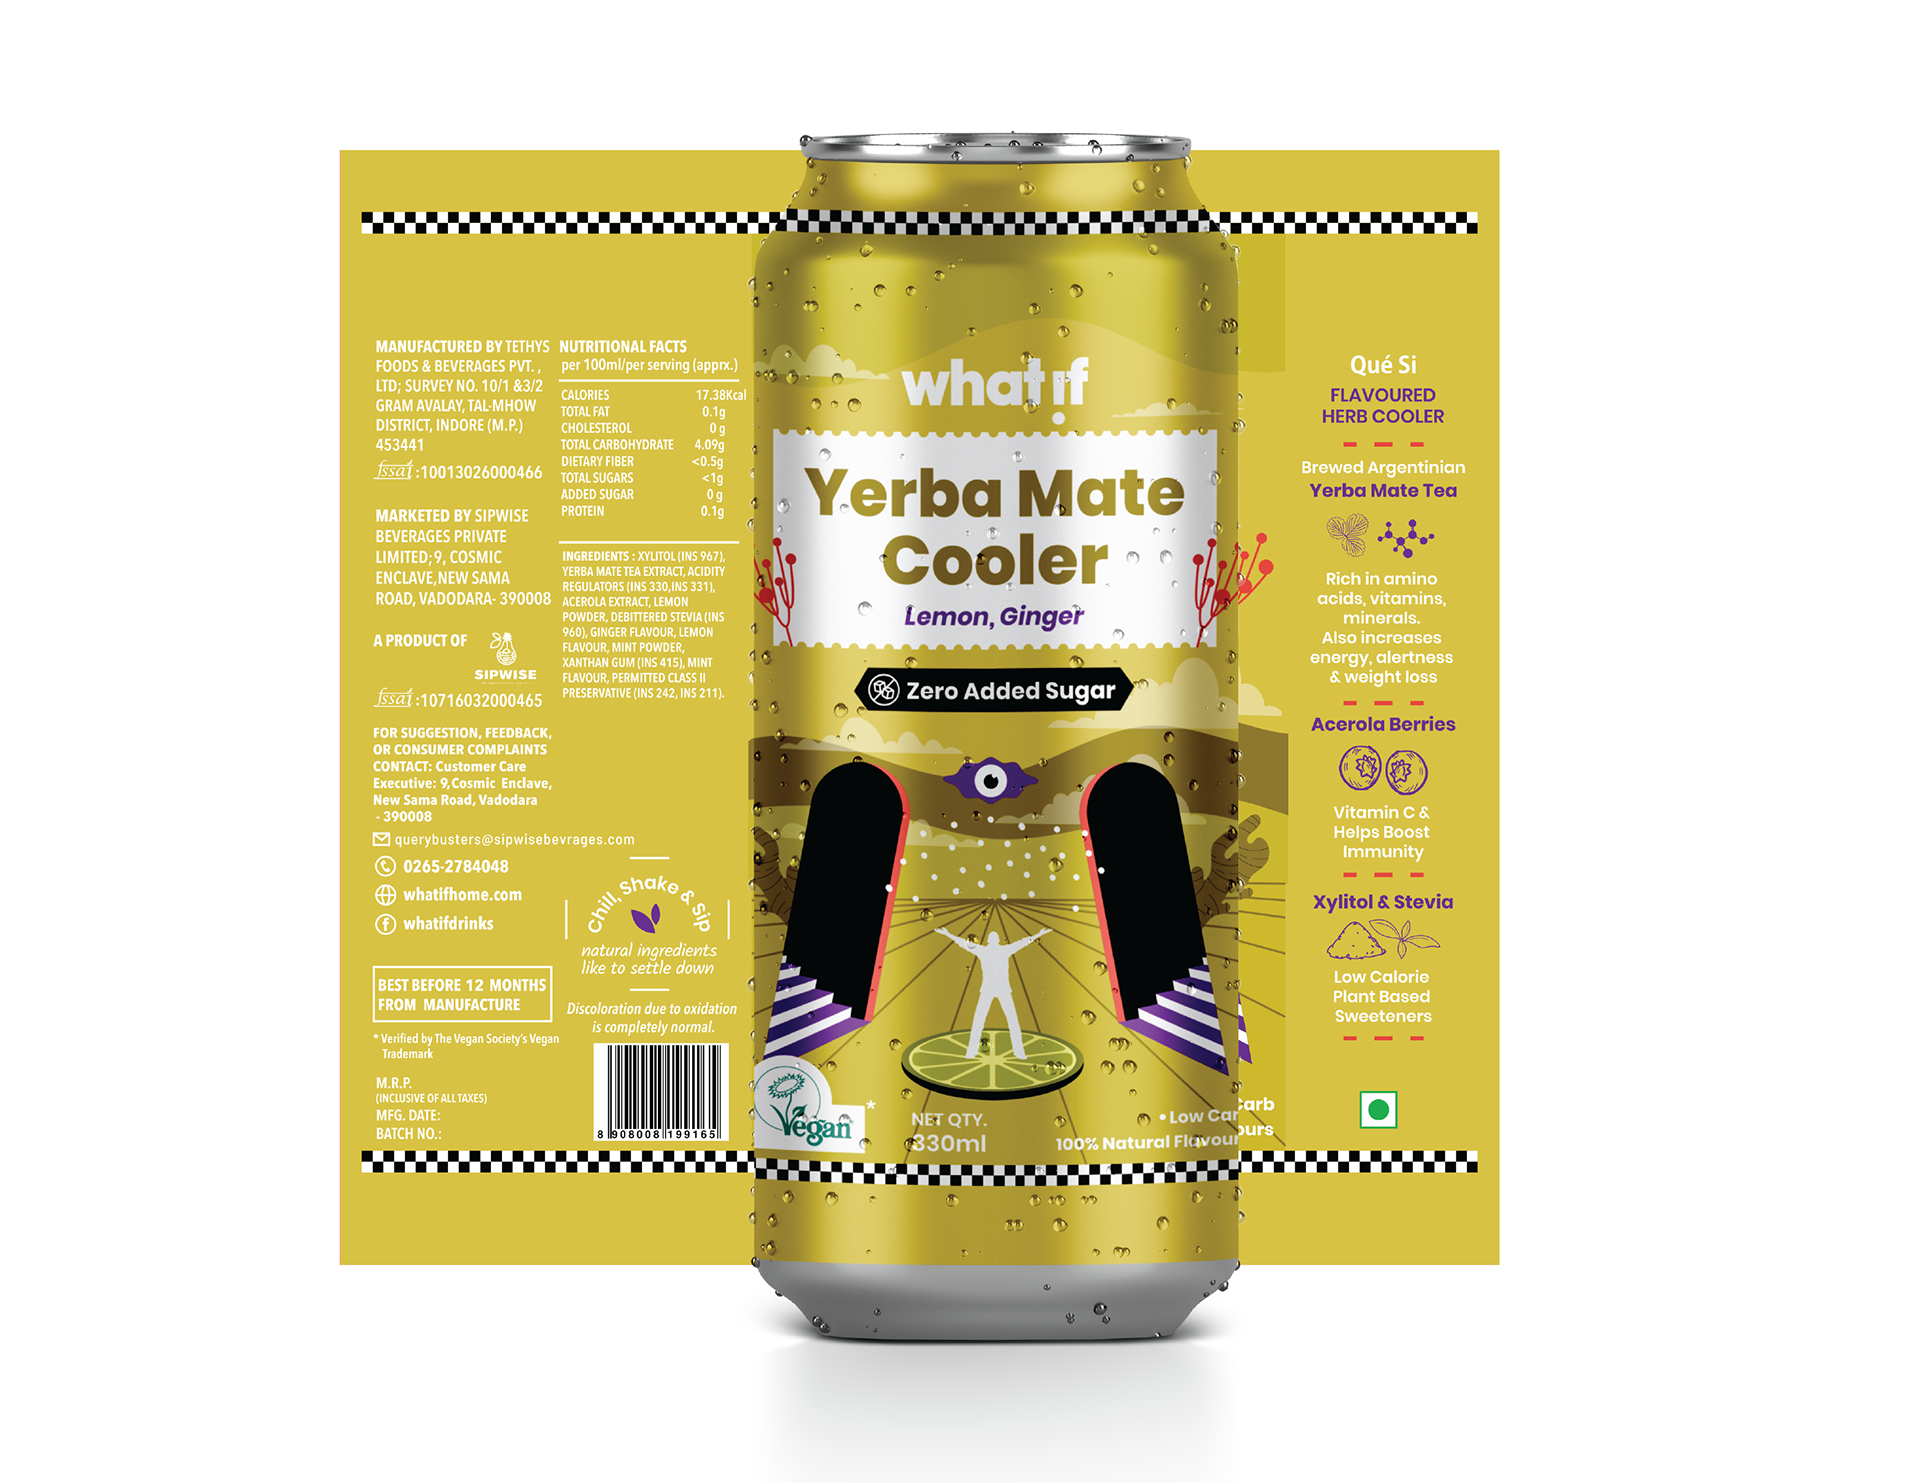 MANUFACTURED BY TETHYS
FOODS & BEVERAGES PVT. ,
LTD; SURVEY NO. 10/1 &3/2
GRAM AVALAY, TAL-MHOW
DISTRICT, INDORE (M.P.)
453441
fssai :10013026000466
MARKETED BY SIPWISE
BEVERAGES PRIVATE
LIMITED;9, COSMIC
ENCLAVE,NEW SAMA
ROAD, VADODARA- 390008
A PRODUCT OF
SIPWISE
fssai :10716032000465
FOR SUGGESTION, FEEDBACK,
OR CONSUMER COMPLAINTS
CONTACT: Customer Care
Executive: 9,Cosmic Enclave,
New Sama Road, Vadodara
- 390008
querybusters@sipwisebevrages.com
0265-2784048
whatifhome.com
whatifdrinks
BEST BEFORE 12 MONTHS
FROM MANUFACTURE
* Verified by The Vegan Society's Vegan
Trademark
M.R.P.
(INCLUSIVE OF ALL TAXES)
MFG. DATE:
BATCH NO.:
NUTRITIONAL FACTS
per 100ml/per serving (apprx.)
CALORIES 17.38Kcal
TOTAL FAT 0.1g
CHOLESTEROL 0 g
TOTAL CARBOHYDRATE 4.09g
DIETARY FIBER <0.5g
TOTAL SUGARS <1g
ADDED SUGAR 0 g
PROTEIN 0.1g
INGREDIENTS : XYLITOL (INS 967),
YERBA MATE TEA EXTRACT, ACIDITY
REGULATORS (INS 330,INS 331),
ACEROLA EXTRACT, LEMON
POWDER, DEBITTERED STEVIA (INS
960), GINGER FLAVOUR, LEMON
FLAVOUR, MINT POWDER,
XANTHAN GUM (INS 415), MINT
FLAVOUR, PERMITTED CLASS II
PRESERVATIVE (INS 242, INS 211).
Chill, Shake & Sip
natural ingredients
like to settle down
Discoloration due to oxidation
is completely normal.
8 908008 199165
what if
Yerba Mate
Cooler
Lemon, Ginger
Zero Added Sugar
Vegan *
NET QTY.
330ml
• Low Car
100% Natural Flavour
Carb
ours
Qué Si
FLAVOURED
HERB COOLER
Brewed Argentinian
Yerba Mate Tea
Rich in amino
acids, vitamins,
minerals.
Also increases
energy, alertness
& weight loss
Acerola Berries
Vitamin C &
Helps Boost
Immunity
Xylitol & Stevia
Low Calorie
Plant Based
Sweeteners